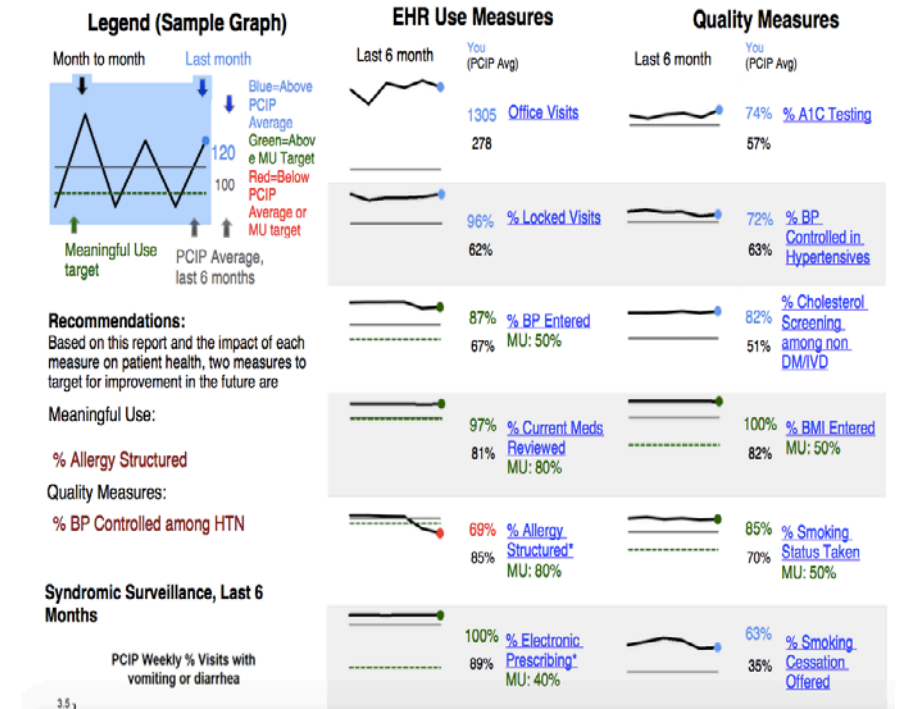 Legend (Sample Graph)
Month to month
Last month
Blue=Above
PCIP
Average
Green=Abov
e MU Target
Red=Below
PCIP
Average or
MU target
120
100
Meaningful Use
target
PCIP Average,
last 6 months
Recommendations:
Based on this report and the impact of each
measure on patient health, two measures to
target for improvement in the future are
Meaningful Use:
% Allergy Structured
Quality Measures:
% BP Controlled among HTN
Syndromic Surveillance, Last 6
Months
PCIP Weekly % Visits with
vomiting or diarrhea
3.5
EHR Use Measures
Last 6 month
You
(PCIP Avg)
1305 Office Visits
278
96% % Locked Visits
62%
87% % BP Entered
67% MU: 50%
97% % Current Meds
81% Reviewed
MU: 80%
69% % Allergy
85% Structured*
MU: 80%
100% % Electronic
89% Prescribing*
MU: 40%
Quality Measures
Last 6 month
You
(PCIP Avg)
74% % A1C Testing
57%
72% % BP
63% Controlled in
Hypertensives
% Cholesterol
82% Screening
51% among non
DM/IVD
100% % BMI Entered
82% MU: 50%
85% % Smoking
70% Status Taken
MU: 50%
63% % Smoking
35% Cessation
Offered